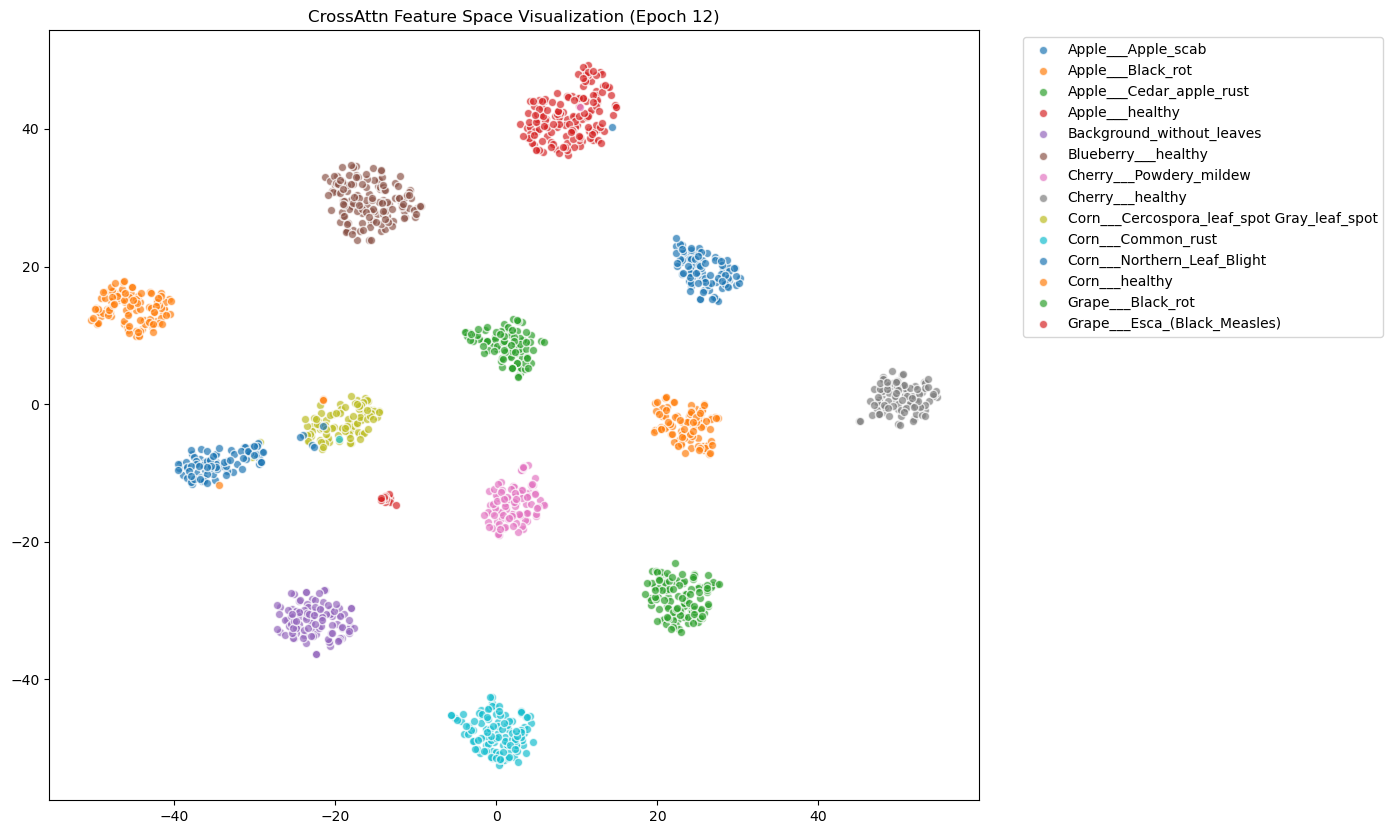 CrossAttn Feature Space Visualization (Epoch 12)
Apple___Apple_scab
Apple___Black_rot
Apple___Cedar_apple_rust
Apple___healthy
Background_without_leaves
Blueberry___healthy
Cherry___Powdery_mildew
Cherry___healthy
Corn___Cercospora_leaf_spot Gray_leaf_spot
Corn___Common_rust
Corn___Northern_Leaf_Blight
Corn___healthy
Grape___Black_rot
Grape___Esca_(Black_Measles)
40
20
0
−20
−40
−40 −20 0 20 40